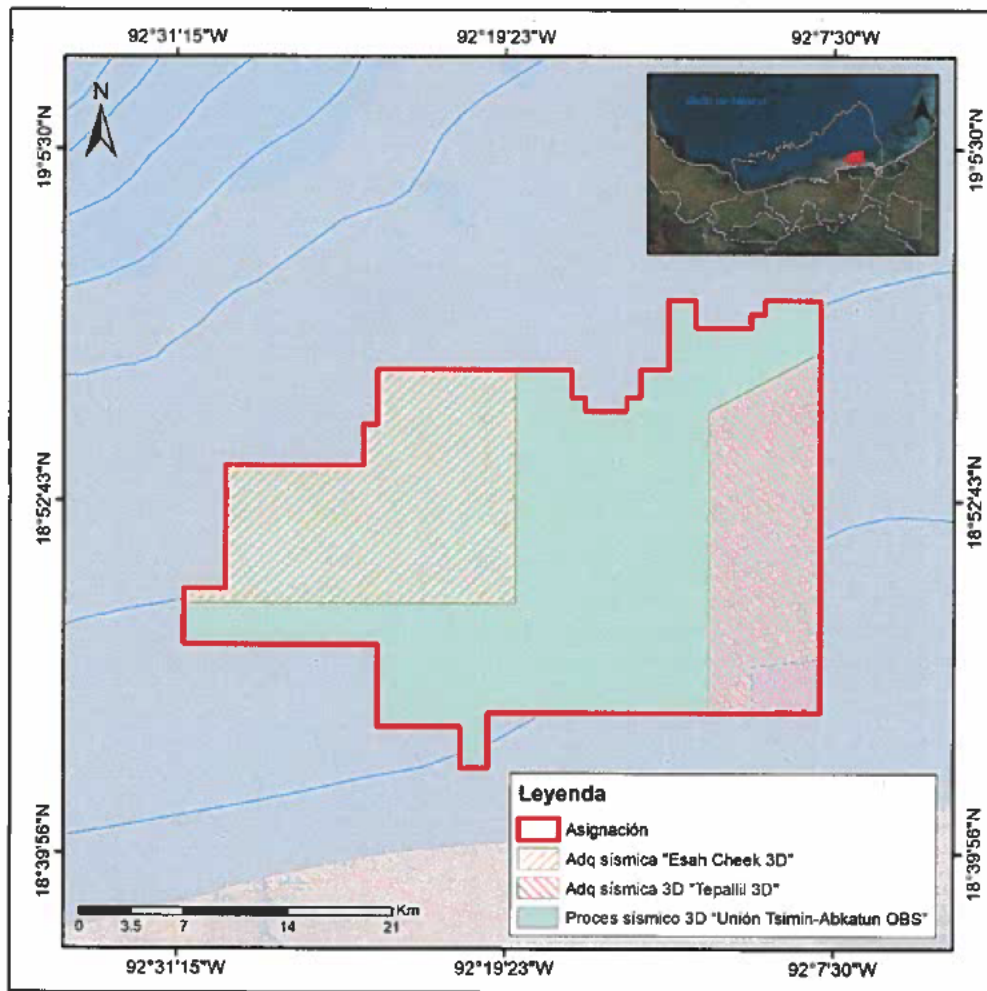 92°31'15"W 92°19'23"W 92°7'30"W
N
19°5'30"N 19°5'30"N
18°52'43"N 18°52'43"N
18°39'56"N 18°39'56"N
Leyenda
Asignación
Adq sísmica "Esah Cheek 3D"
Adq sísmica 3D "Tepallil 3D"
Proces sísmico 3D "Unión Tsimin-Abkatun OBS"
Km
0 3.5 7 14 21
92°31'15"W 92°19'23"W 92°7'30"W